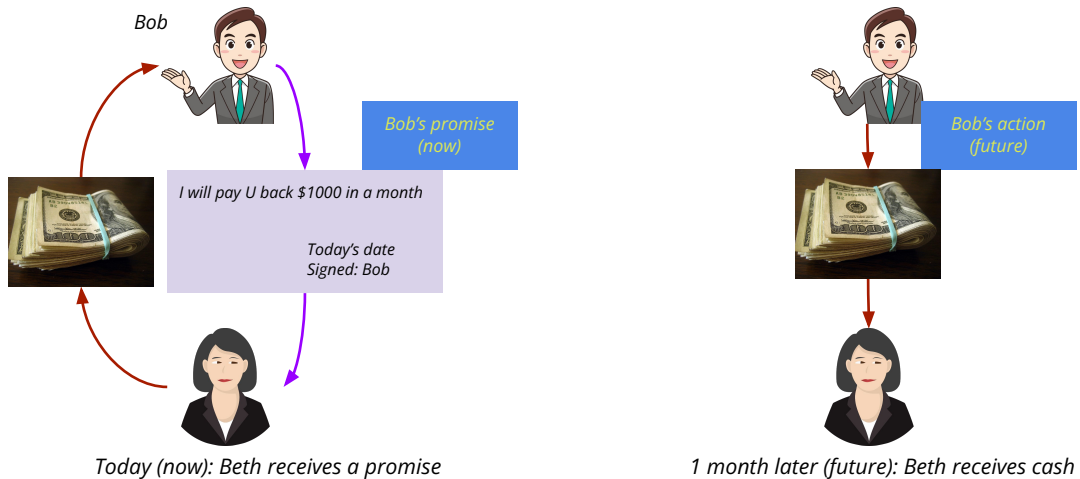 Bob
Bob's promise
(now)
I will pay U back $1000 in a month
Today's date
Signed: Bob
Today (now): Beth receives a promise
Bob's action
(future)
1 month later (future): Beth receives cash